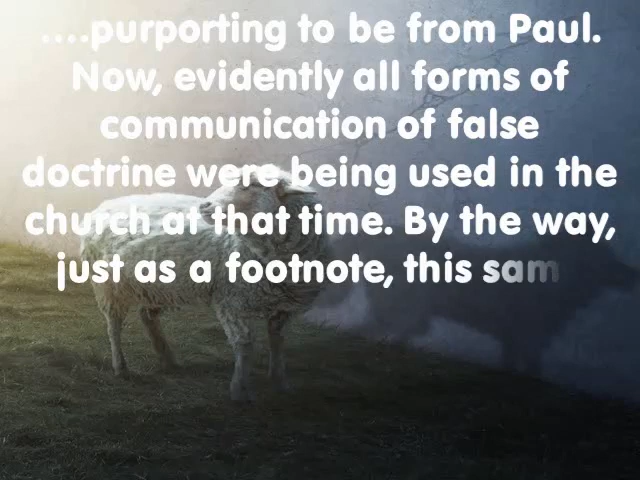 ....purporting to be from Paul.
Now, evidently all forms of
communication of false
doctrine were being used in the
church at that time. By the way,
just as a footnote, this sam